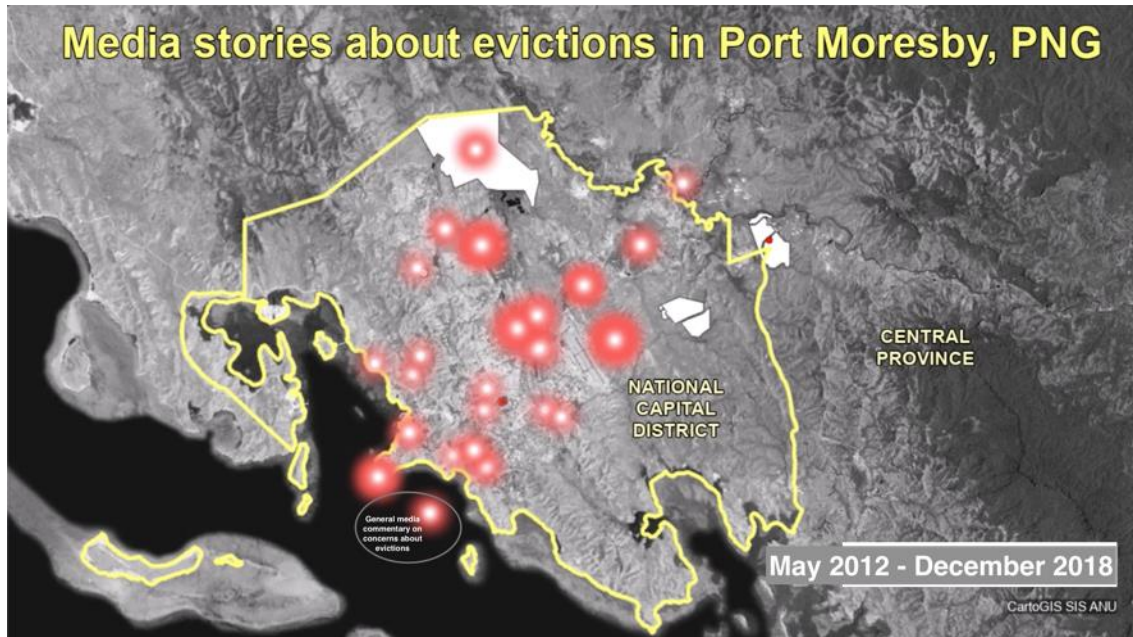 Media stories about evictions in Port Moresby, PNG
CENTRAL
PROVINCE
NATIONAL
CAPITAL
DISTRICT
General media
commentary on
concerns about
evictions
May 2012 - December 2018
CartoGIS SIS ANU